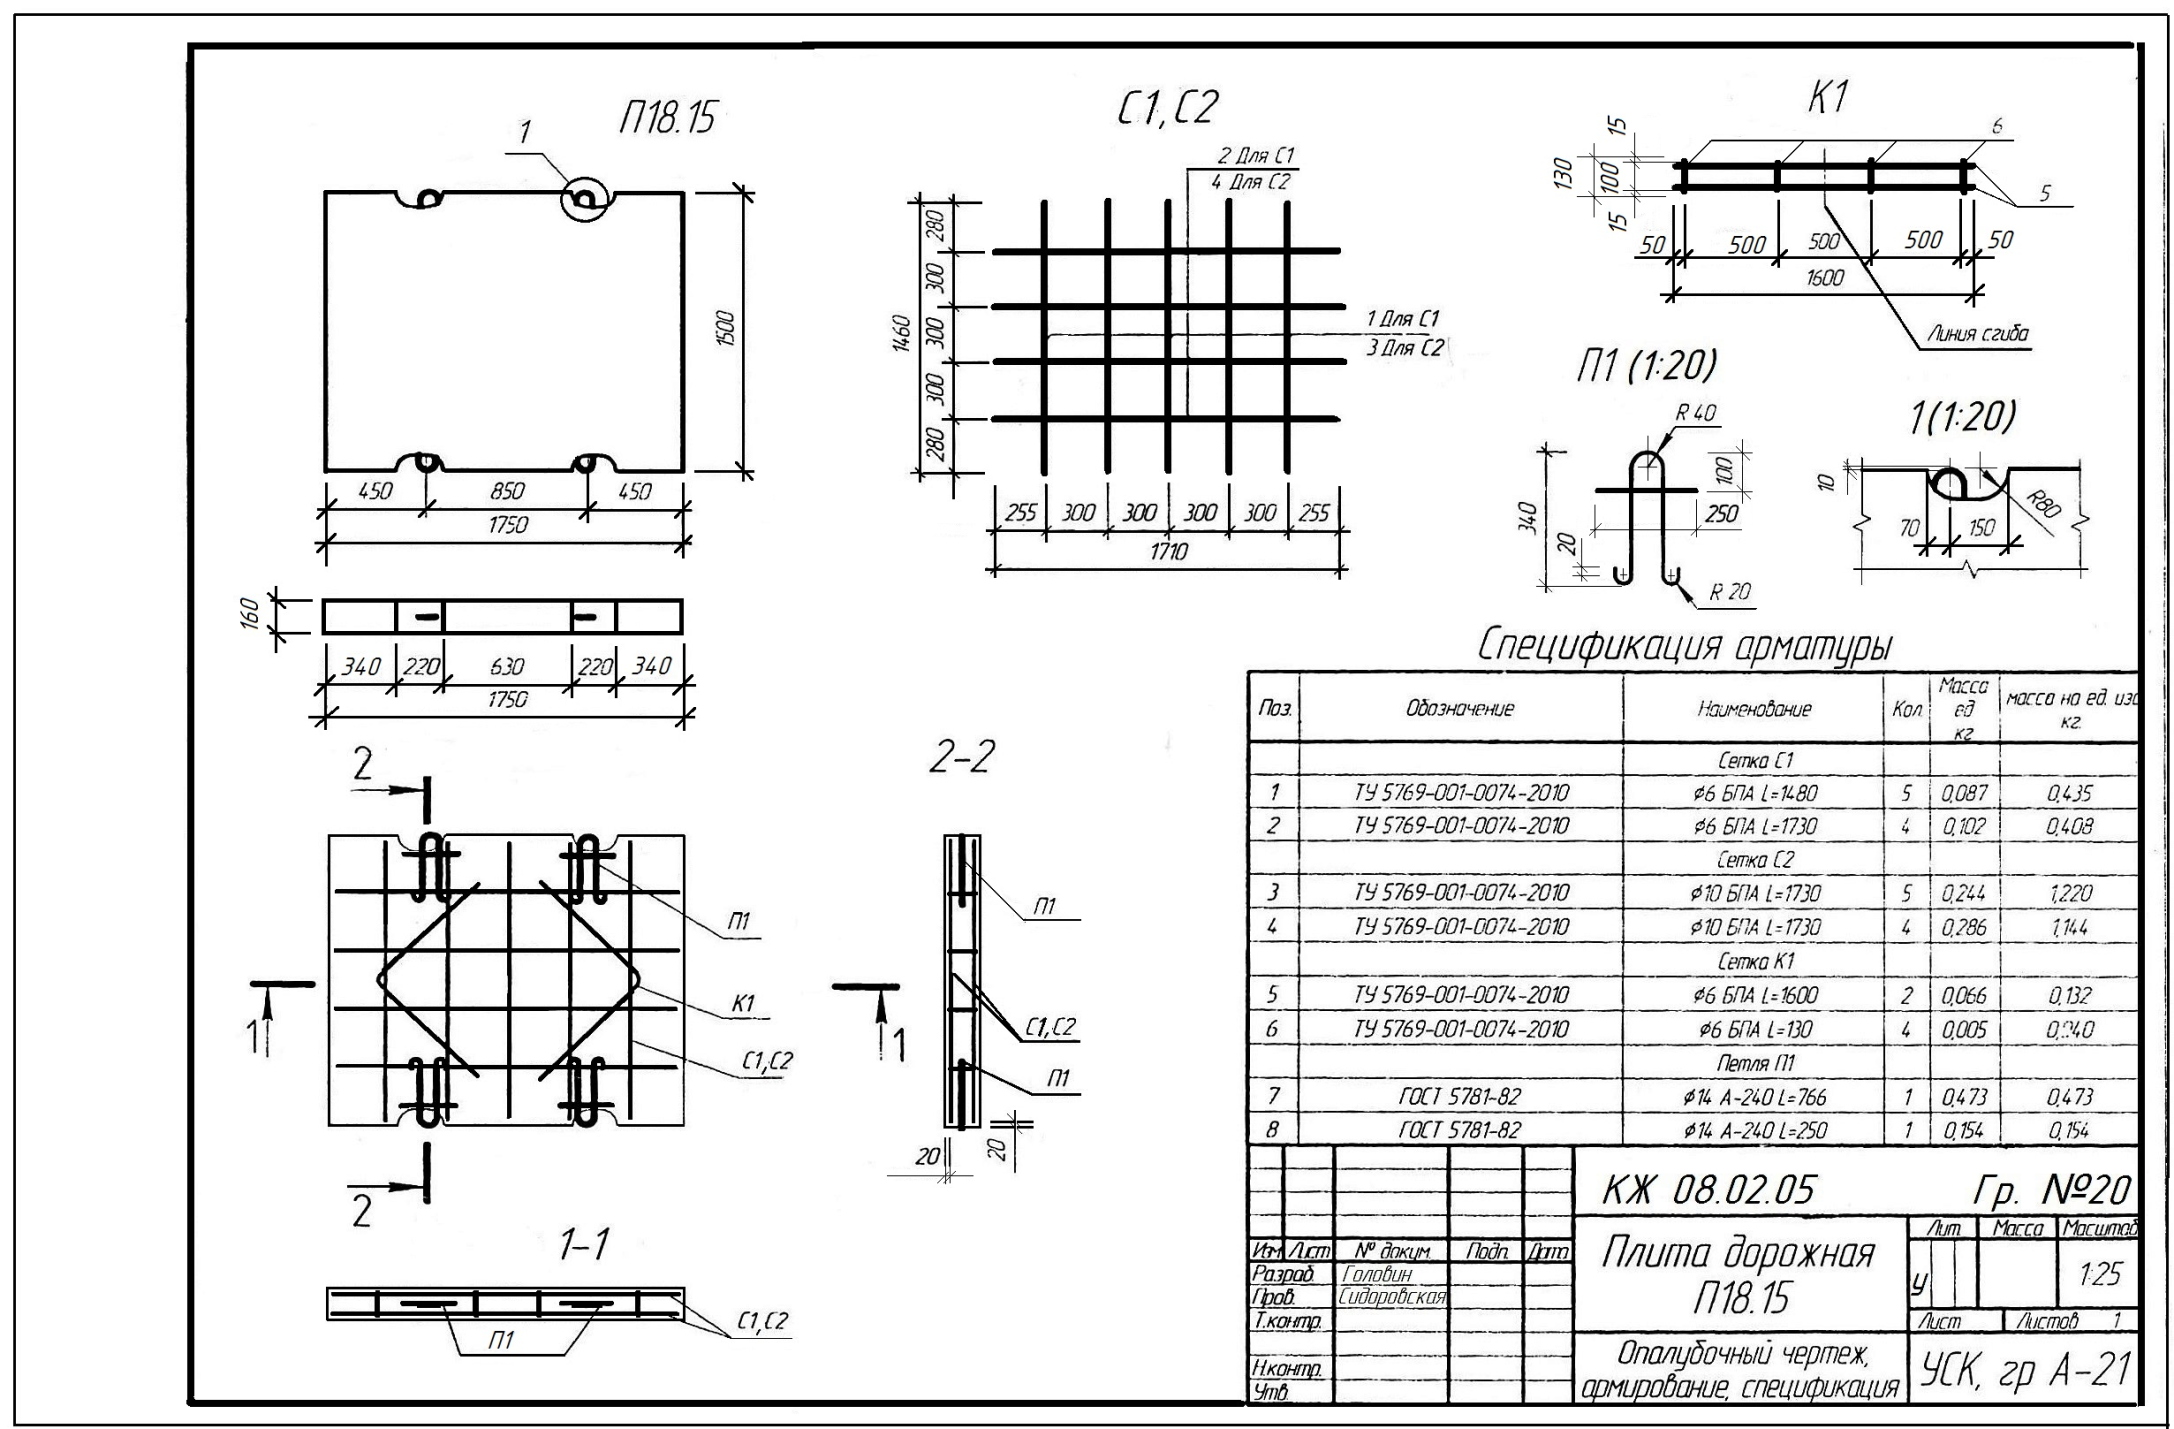 П18.15
1
1500
450 850 450
1750
160
340 220 630 220 340
1750
С1,С2
2 Для С1
4 Для С2
1 Для С1
3 Для С2
280
300
300
300
280
1460
255 300 300 300 300 255
1710
К1
6
5
15
130
100
15
50 500 500 500 50
1600
Линия сгиба
П1 (1:20)
R 40
100
340
250
20
R 20
1(1:20)
10
R80
70 150
2
П1
К1
С1,С2
1
2
2-2
П1
С1,С2
П1
1
20
20
1-1
С1,С2
П1
Спецификация арматуры
Поз. Обозначение Наименование Кол. Масса ед кг масса на ед. изд кг.
Сетка С1
1 ТУ 5769-001-0074-2010 ⌀6 БПА L=1480 5 0,087 0,435
2 ТУ 5769-001-0074-2010 ⌀6 БПА L=1730 4 0,102 0,408
Сетка С2
3 ТУ 5769-001-0074-2010 ⌀10 БПА L=1730 5 0,244 1,220
4 ТУ 5769-001-0074-2010 ⌀10 БПА L=1730 4 0,286 1,144
Сетка К1
5 ТУ 5769-001-0074-2010 ⌀6 БПА L=1600 2 0,066 0,132
6 ТУ 5769-001-0074-2010 ⌀6 БПА L=130 4 0,005
Петля П1
7 ГОСТ 5781-82 ⌀14 А-240 L=766 1 0,473 0,473
8 ГОСТ 5781-82 ⌀14 А-240 L=250 1 0,154 0,154
КЖ 08.02.05 Гр. №20
Изм Лист № докум. Подп. Дата
Разраб. Головин
Пров. Сидоровская
Т.контр.
Н.контр.
Утв.
Плита дорожная
П18.15
Лит Масса Масштаб
у 1:25
Лист Листов 1
Опалубочный чертеж,
армирование, спецификация
УСК, гр А-21